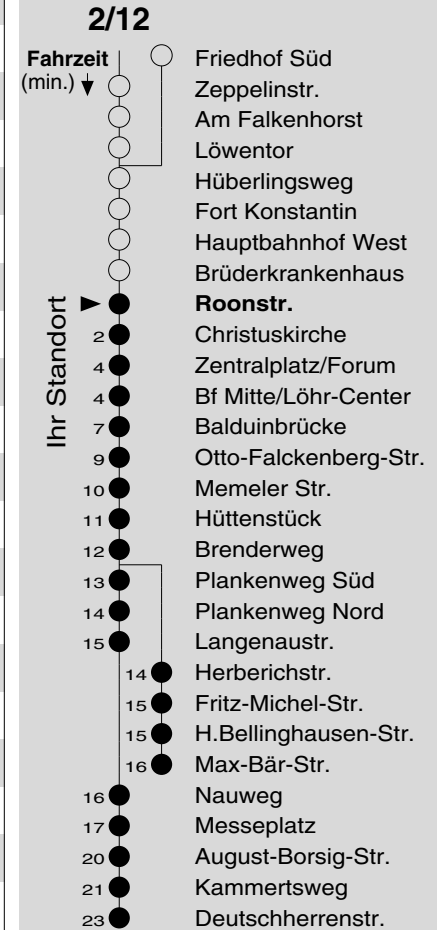 2/12
Fahrzeit Friedhof Süd
(min.) Zeppelinstr.
Am Falkenhorst
Löwentor
Hüberlingsweg
Fort Konstantin
Hauptbahnhof West
Brüderkrankenhaus
Ihr Standort
Roonstr.
2 Christuskirche
4 Zentralplatz/Forum
4 Bf Mitte/Löhr-Center
7 Balduinbrücke
9 Otto-Falckenberg-Str.
10 Memeler Str.
11 Hüttenstück
12 Brenderweg
13 Plankenweg Süd
14 Plankenweg Nord
15 Langenaustr.
14 Herberichstr.
15 Fritz-Michel-Str.
15 H.Bellinghausen-Str.
16 Max-Bär-Str.
16 Nauweg
17 Messeplatz
20 August-Borsig-Str.
21 Kammertsweg
23 Deutschherrenstr.